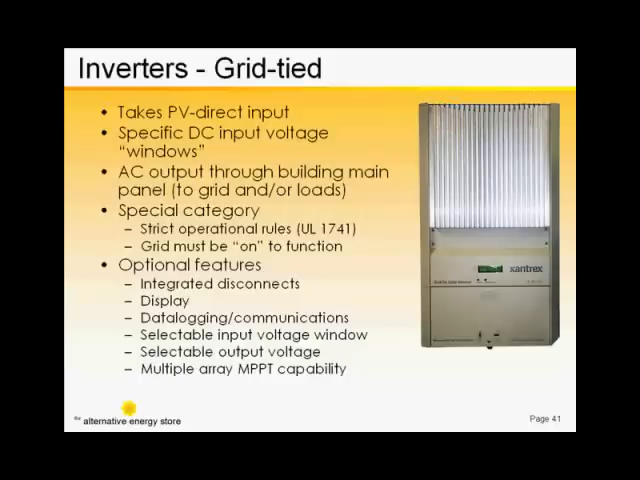 Inverters - Grid-tied
• Takes PV-direct input
• Specific DC input voltage
“windows”
• AC output through building main
panel (to grid and/or loads)
• Special category
– Strict operational rules (UL 1741)
– Grid must be “on” to function
• Optional features
– Integrated disconnects
– Display
– Datalogging/communications
– Selectable input voltage window
– Selectable output voltage
– Multiple array MPPT capability
xantrex
the alternative energy store
Page 41